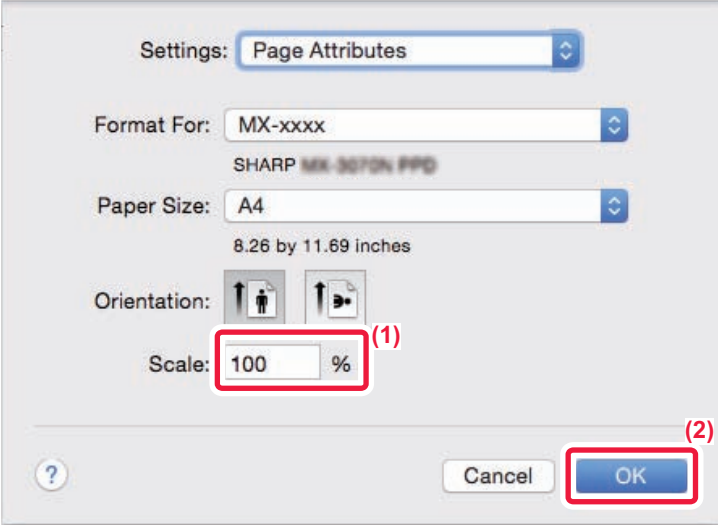 Settings: Page Attributes
Format For: MX-xxxx
SHARP
Paper Size: A4
8.26 by 11.69 inches
Orientation:
(1)
Scale: 100 %
(2)
? Cancel OK